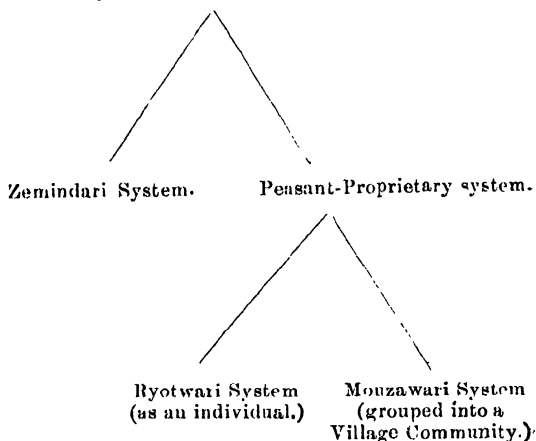 Zemindari System. Peasant-Proprietary system.
Ryotwari System Mouzawari System
(as an individual.) (grouped into a
Village Community.)